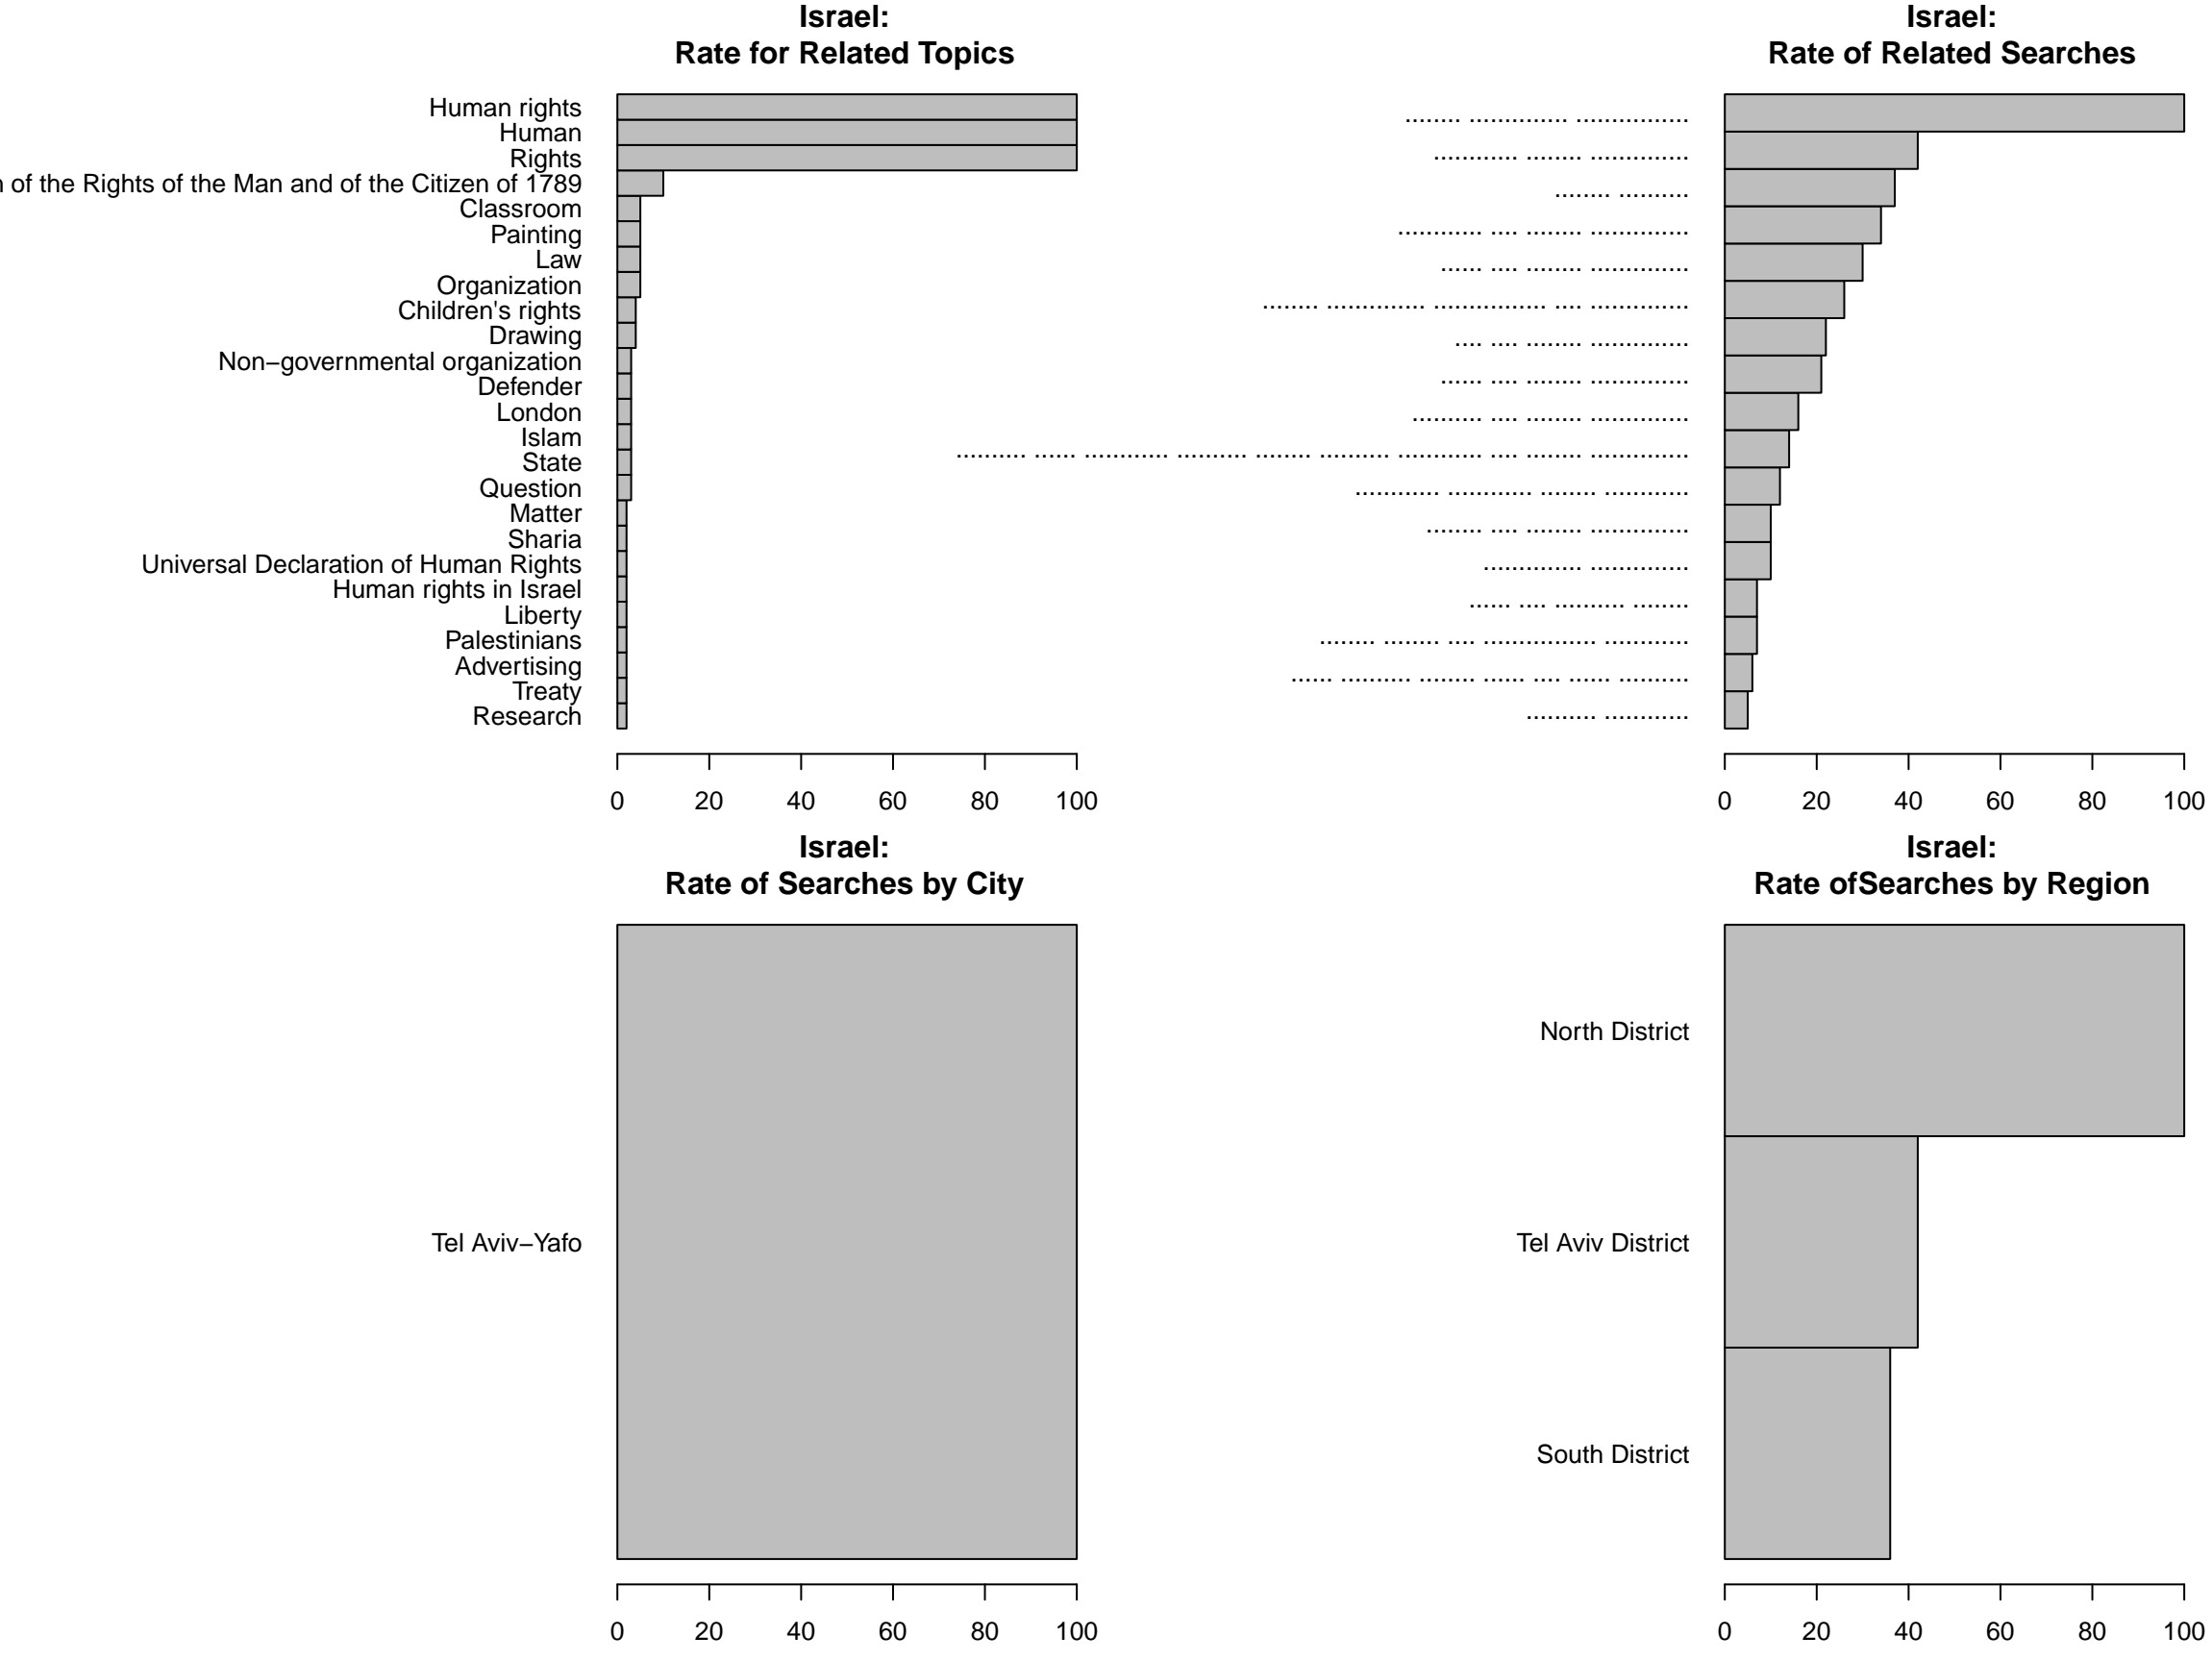 Israel:
Rate for Related Topics
Human rights
Human
Rights
of the Rights of the Man and of the Citizen of 1789
Classroom
Painting
Law
Organization
Children's rights
Drawing
Non−governmental organization
Defender
London
Islam
State
Question
Matter
Sharia
Universal Declaration of Human Rights
Human rights in Israel
Liberty
Palestinians
Advertising
Treaty
Research
0 20 40 60 80 100
Israel:
Rate of Related Searches
0 20 40 60 80 100
Israel:
Rate of Searches by City
Tel Aviv−Yafo
0 20 40 60 80 100
Israel:
Rate ofSearches by Region
North District
Tel Aviv District
South District
0 20 40 60 80 100